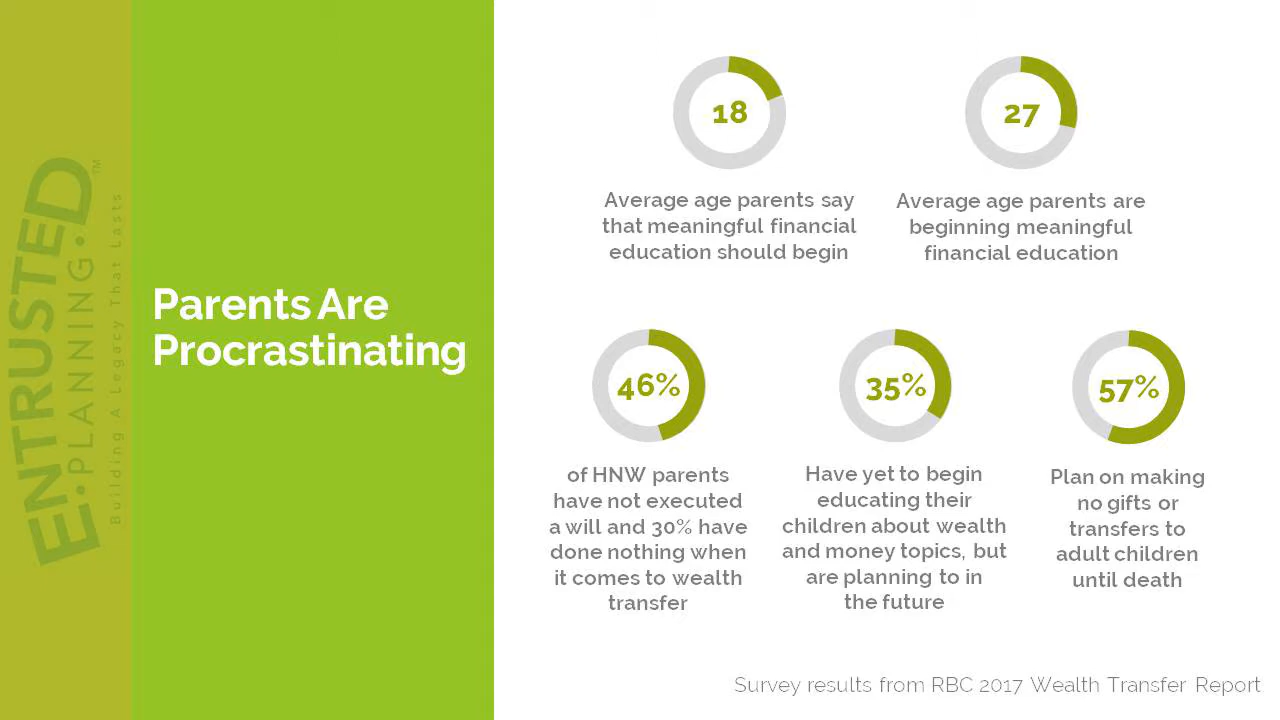 ENTRUSTED
E.PLANNING.D™
Building A Legacy That Lasts
Parents Are
Procrastinating
18
Average age parents say
that meaningful financial
education should begin
27
Average age parents are
beginning meaningful
financial education
46%
of HNW parents
have not executed
a will and 30% have
done nothing when
it comes to wealth
transfer
35%
Have yet to begin
educating their
children about wealth
and money topics, but
are planning to in
the future
57%
Plan on making
no gifts or
transfers to
adult children
until death
Survey results from RBC 2017 Wealth Transfer Report